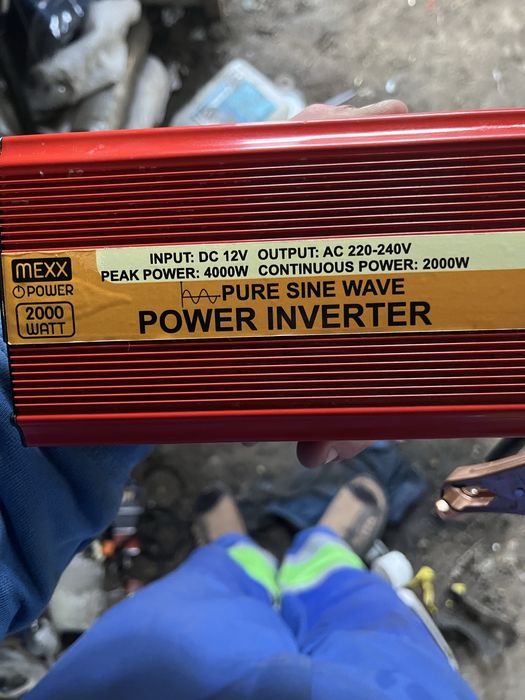 MEXX
POWER
2000
WATT
INPUT: DC 12V OUTPUT: AC 220-240V
PEAK POWER: 4000W CONTINUOUS POWER: 2000W
PURE SINE WAVE
POWER INVERTER